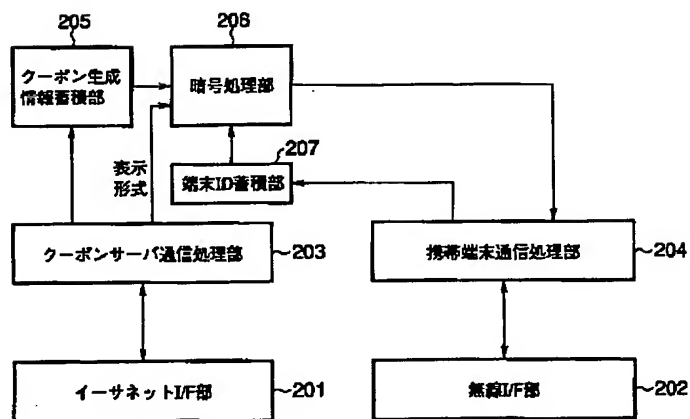 205
206
クーポン生成
情報蓄積部
暗号処理部
207
表示
形式
端末ID蓄積部
クーポンサーバ通信処理部
203
携帯端末通信処理部
204
イーサネットI/F部
201
無線I/F部
202